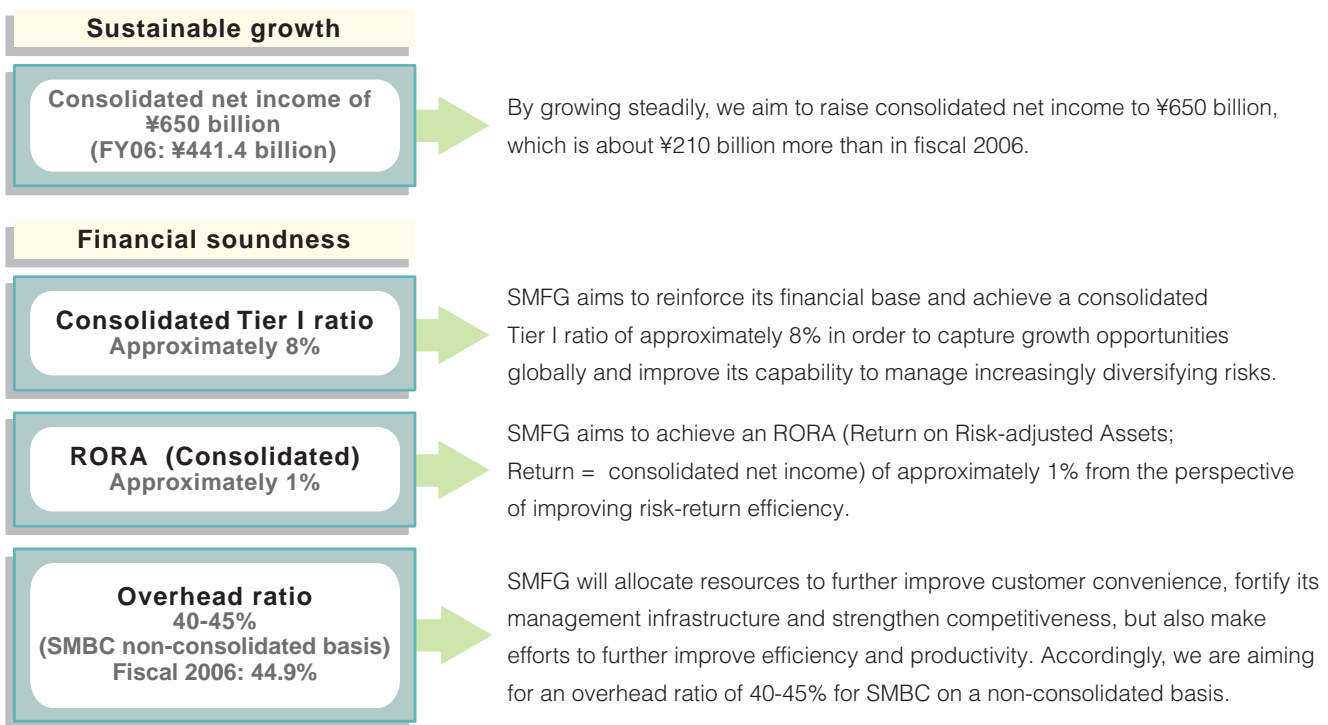 Sustainable growth
Consolidated net income of
¥650 billion
(FY06: ¥441.4 billion)
By growing steadily, we aim to raise consolidated net income to ¥650 billion,
which is about ¥210 billion more than in fiscal 2006.
Financial soundness
Consolidated Tier I ratio
Approximately 8%
SMFG aims to reinforce its financial base and achieve a consolidated
Tier I ratio of approximately 8% in order to capture growth opportunities
globally and improve its capability to manage increasingly diversifying risks.
RORA (Consolidated)
Approximately 1%
SMFG aims to achieve an RORA (Return on Risk-adjusted Assets;
Return = consolidated net income) of approximately 1% from the perspective
of improving risk-return efficiency.
Overhead ratio
40-45%
(SMBC non-consolidated basis)
Fiscal 2006: 44.9%
SMFG will allocate resources to further improve customer convenience, fortify its
management infrastructure and strengthen competitiveness, but also make
efforts to further improve efficiency and productivity. Accordingly, we are aiming
for an overhead ratio of 40-45% for SMBC on a non-consolidated basis.